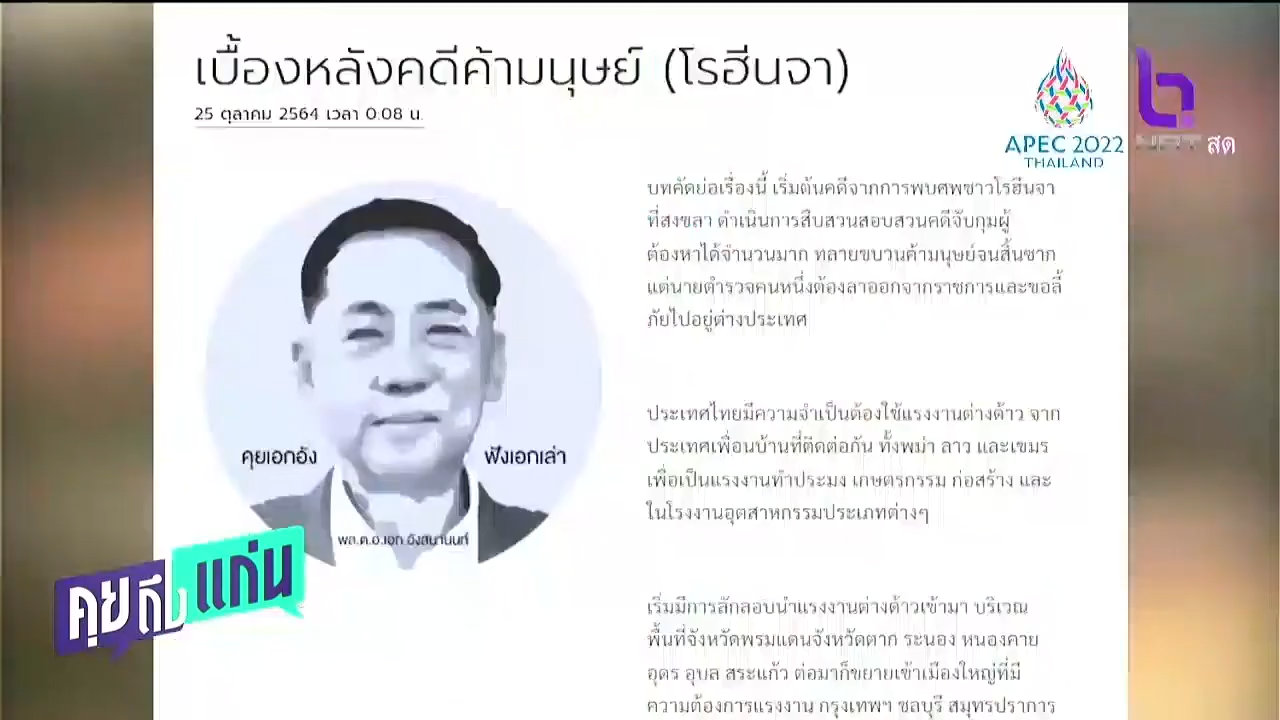 เบื้องหลังคดีค้ามนุษย์ (โรฮีนจา)
25 ตุลาคม 2564 เวลา 0:08 น.
APEC 2022
THAILAND
NBT สด
บทคัดย่อเรื่องนี้ เริ่มต้นคดีจากการพบศพชาวโรฮีนจา
ที่สงขลา ดำเนินการสืบสวนสอบสวนคดีจับกุมผู้
ต้องหาได้จำนวนมาก ทลายขบวนค้ามนุษย์จนสิ้นซาก
แต่นายตำรวจคนหนึ่งต้องลาออกจากราชการและขอลี้
ภัยไปอยู่ต่างประเทศ
คุยเอกอัง
ฟังเอกเล่า
พล.ต.อ.เอก อังสนานนท์
ประเทศไทยมีความจำเป็นต้องใช้แรงงานต่างด้าว จาก
ประเทศเพื่อนบ้านที่ติดต่อกัน ทั้งพม่า ลาว และเขมร
เพื่อเป็นแรงงานทำประมง เกษตรกรรม ก่อสร้าง และ
ในโรงงานอุตสาหกรรมประเภทต่างๆ
คุยถึงแก่น
เริ่มมีการลักลอบนำแรงงานต่างด้าวเข้ามา บริเวณ
พื้นที่จังหวัดพรมแดนจังหวัดตาก ระนอง หนองคาย
อุดร อุบล สระแก้ว ต่อมาก็ขยายเข้าเมืองใหญ่ที่มี
ความต้องการแรงงาน กรุงเทพฯ ชลบุรี สมุทรปราการ